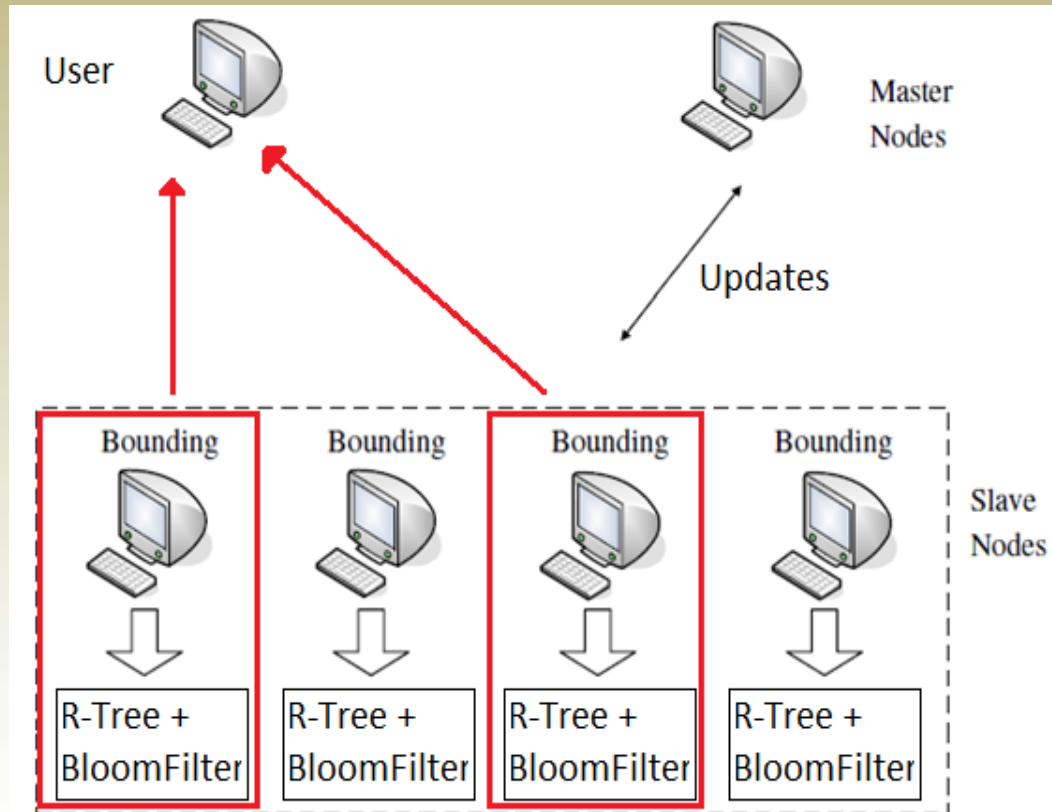 User
Master
Nodes
Updates
Bounding
Bounding
Bounding
Bounding
Slave
Nodes
R-Tree +
BloomFilter
R-Tree +
BloomFilter
R-Tree +
BloomFilter
R-Tree +
BloomFilter